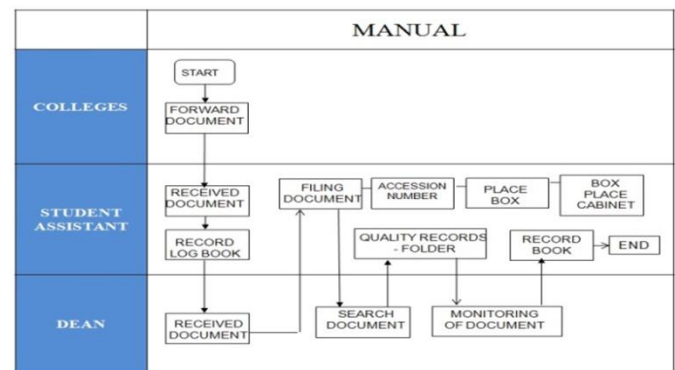 MANUAL
COLLEGES
START
FORWARD
DOCUMENT
STUDENT
ASSISTANT
RECEIVED
DOCUMENT
RECORD
LOG BOOK
FILING
DOCUMENT
ACCESSION
NUMBER
PLACE
BOX
BOX
PLACE
CABINET
QUALITY RECORDS
- FOLDER
RECORD
BOOK
END
DEAN
RECEIVED
DOCUMENT
SEARCH
DOCUMENT
MONITORING
OF DOCUMENT